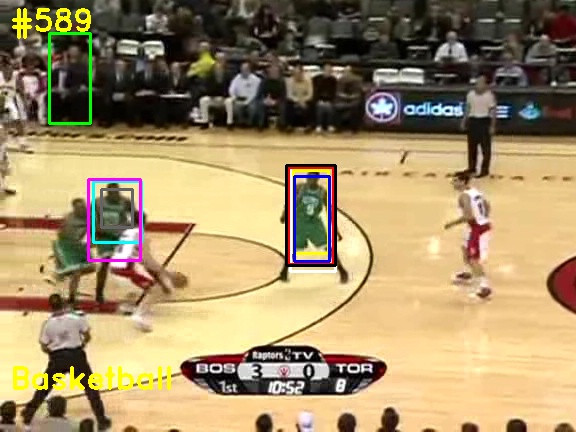 #589
adidas
Raptors TV
BOS 3 0 TOR
1st 10:52 8
Basketball